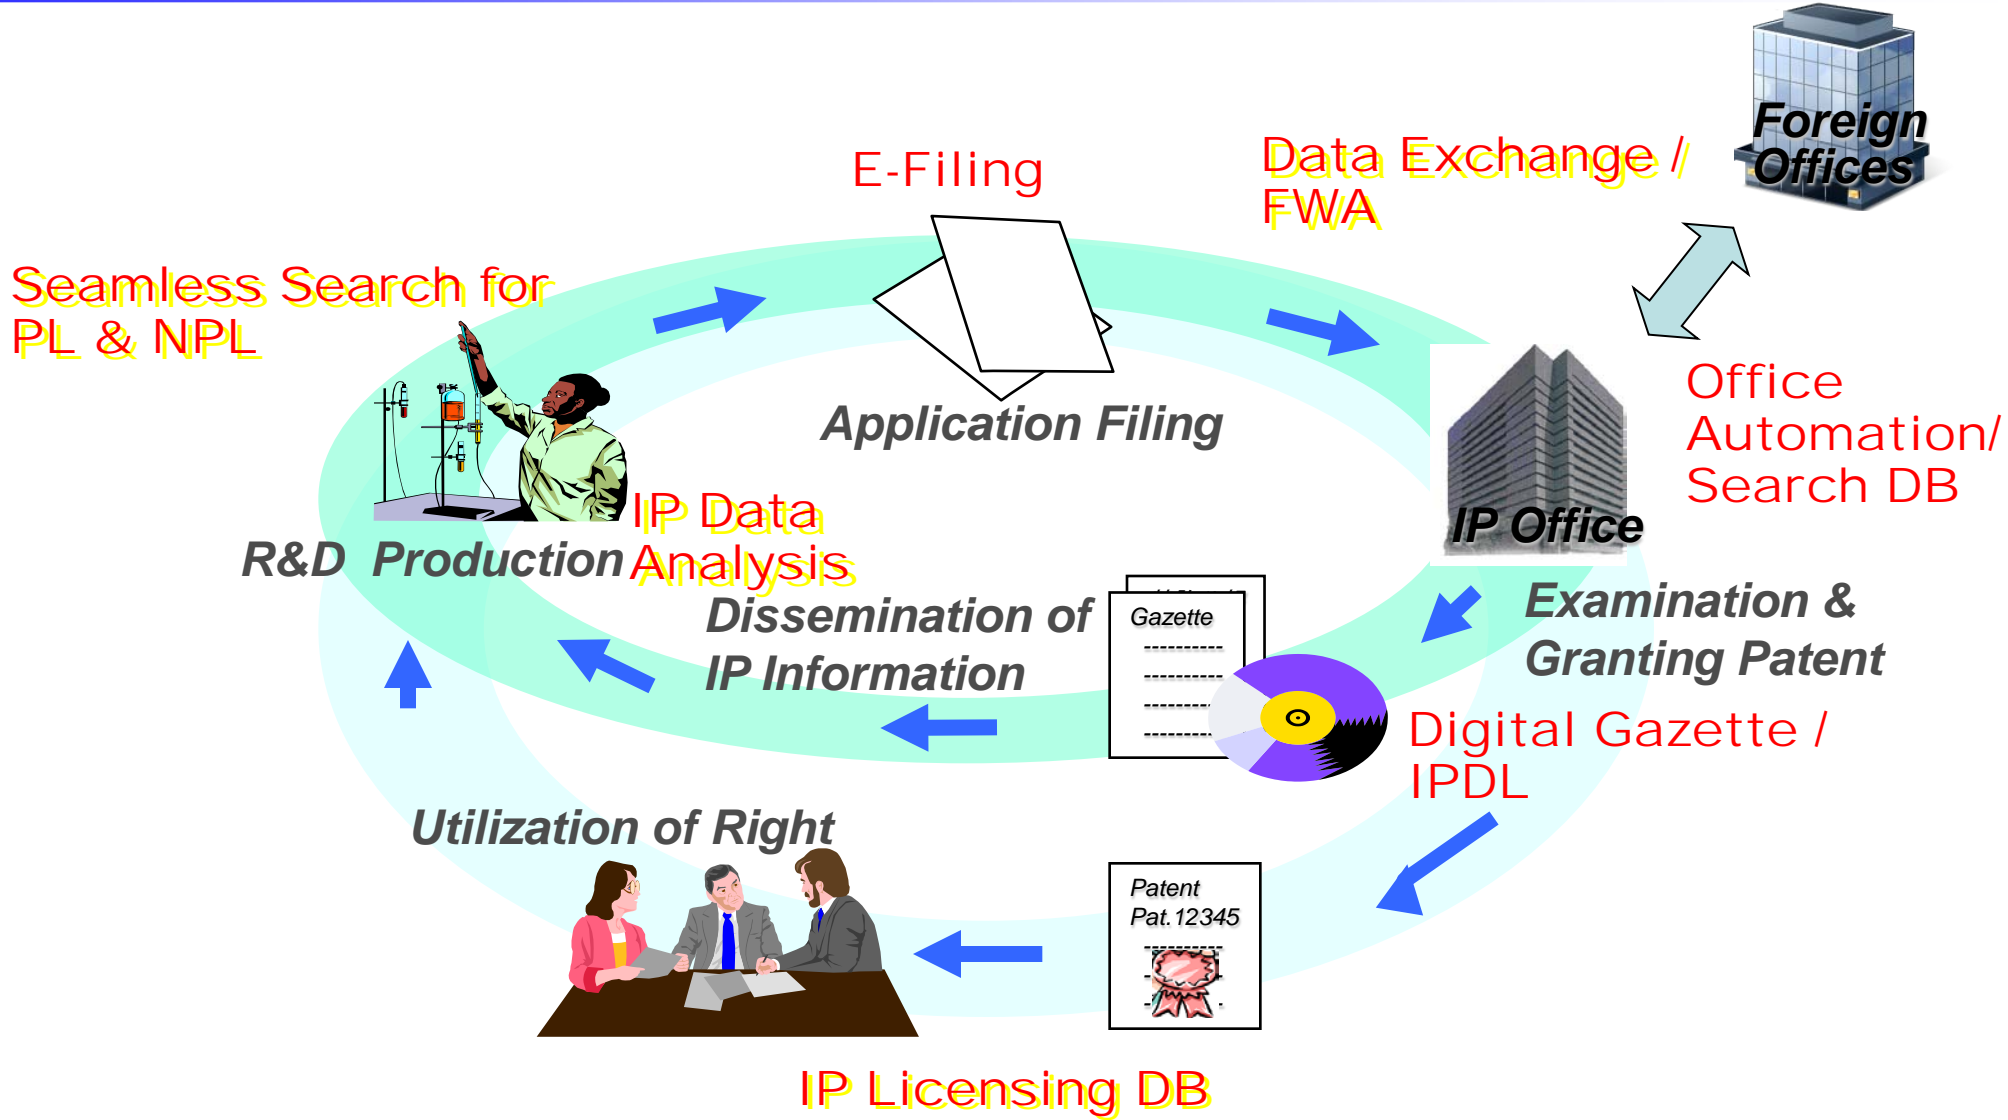 Foreign
Offices
E-Filing
Data Exchange /
FWA
Seamless Search for
PL & NPL
Application Filing
Office
Automation/
Search DB
IP Office
IP Data
Analysis
R&D Production
Dissemination of
IP Information
Gazette
Examination &
Granting Patent
Digital Gazette /
IPDL
Utilization of Right
Patent
Pat.12345
IP Licensing DB